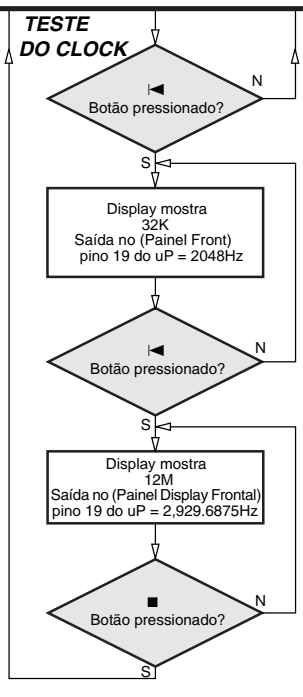 TESTE
DO CLOCK
N
Botão pressionado?
S
Display mostra
32K
Saída no (Painel Front)
pino 19 do uP = 2048Hz
N
Botão pressionado?
S
Display mostra
12M
Saída no (Painel Display Frontal)
pino 19 do uP = 2,929.6875Hz
N
Botão pressionado?
S